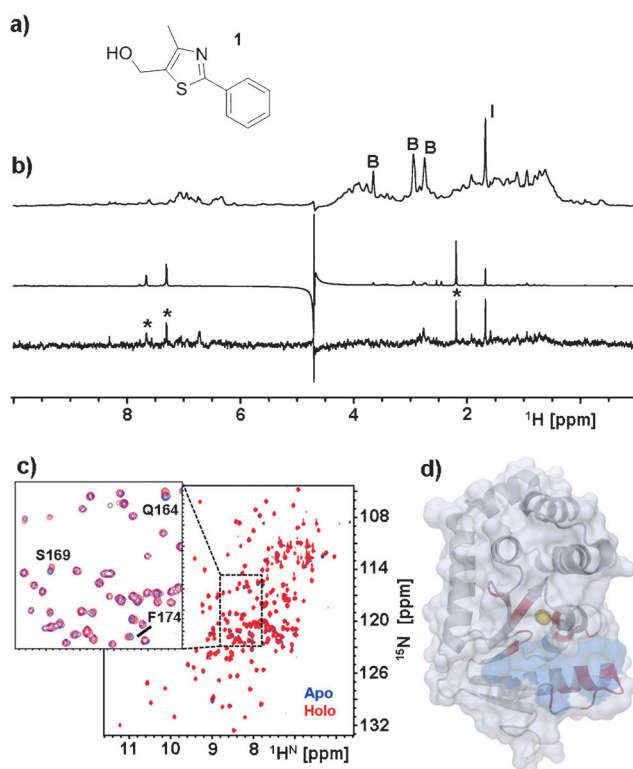 a)
1
HO
N
S
b)
B
B
B
I
*
*
*
8
6
4
2
¹H [ppm]
c)
d)
Q164
S169
F174
108
114
120
126
132
¹⁵N [ppm]
Apo
Holo
11
10
9
8
7
¹Hᴺ [ppm]